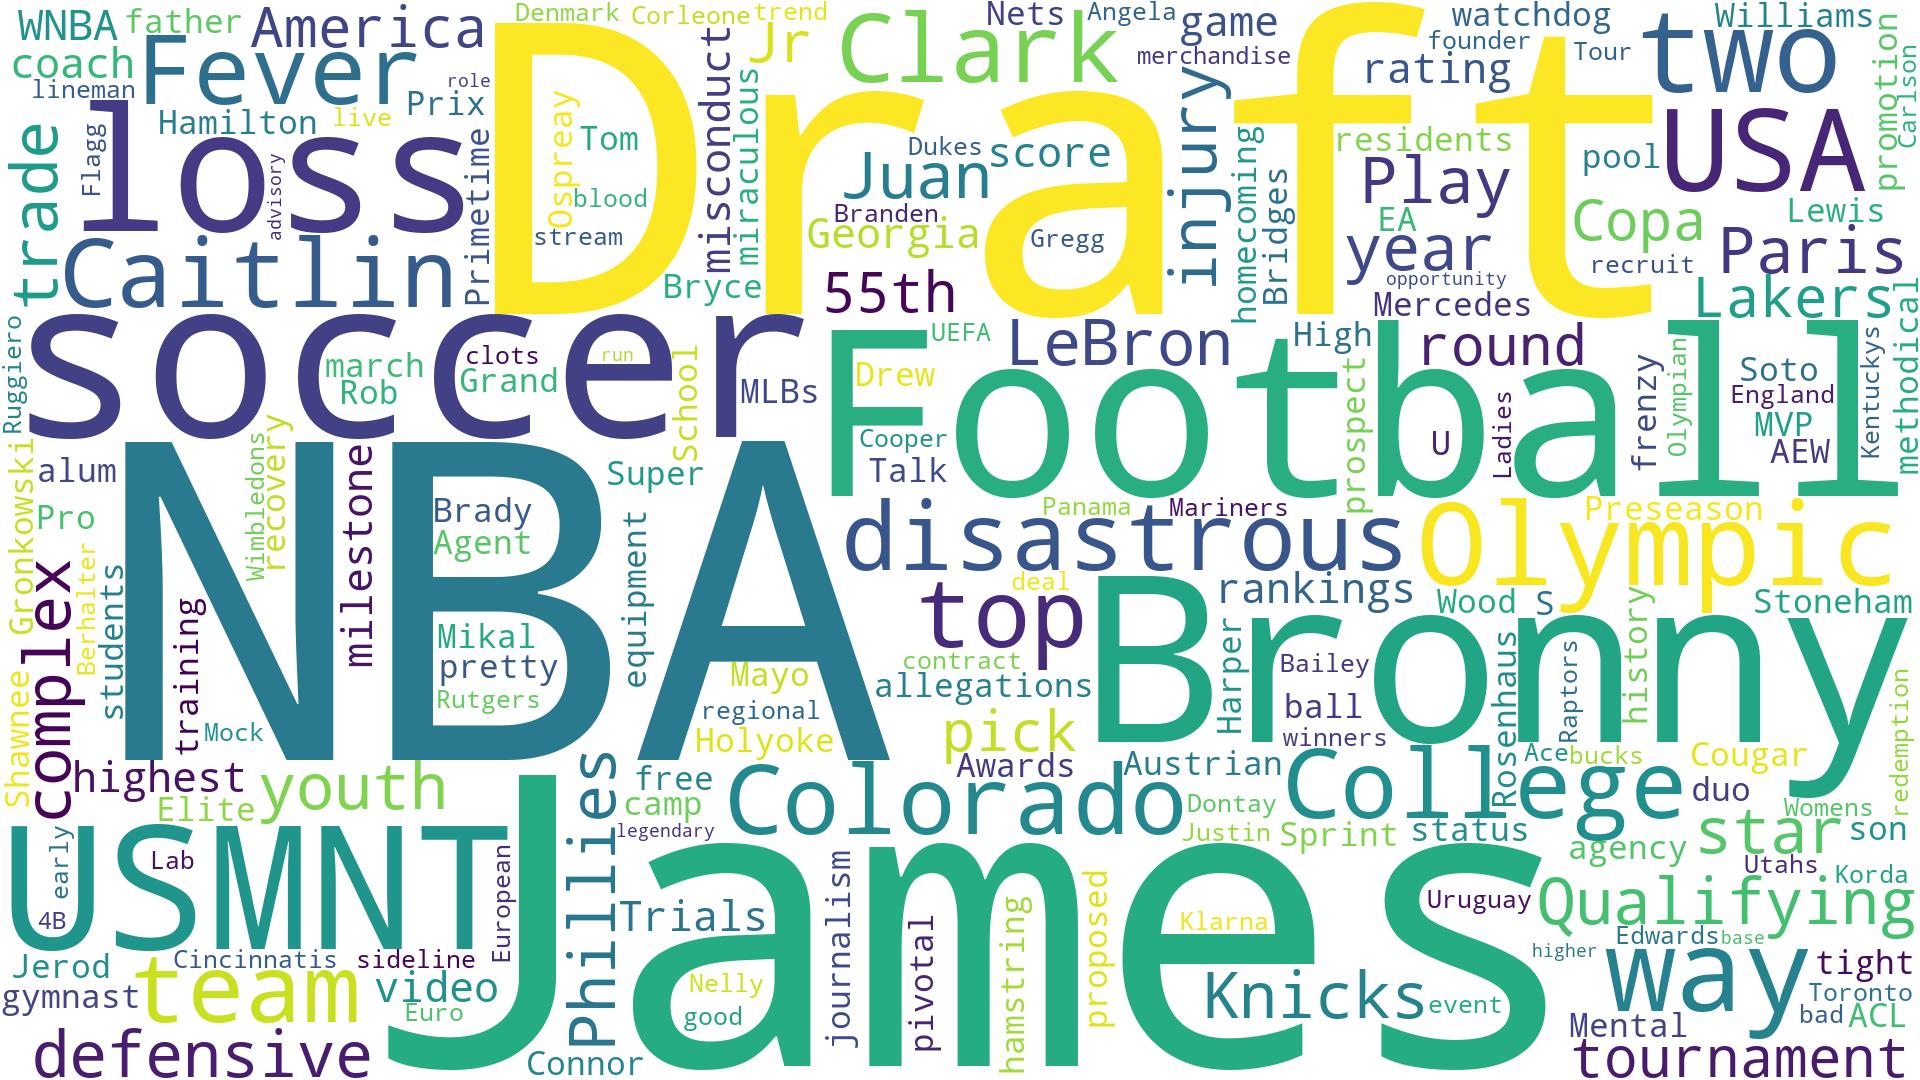 WNBA
father
America
Denmark
Corleone
trend
Nets
Angela
game
watchdog
Williams
coach
Fever
Draft
misconduct
Jr
Clark
merchandise
founder
Tour
two
promotion
Carlson
lineman
role
Prix
rating
Hamilton
live
trade
Flagg
loss
advisory
Primetime
Osprey
Tom
blood
stream
miraculous
Juan
Dukes
score
injury
homecoming
Bridges
residents
Play
EA
pool
USA
Branden
Georgia
Gregg
year
Copa
Lewis
Paris
recruit
Caitlin
Bryce
55th
opportunity
Mercedes
Lakers
methodical
soccer
Ruggiero
march
Rob
clots
Grand
run
School
MLBs
UEFA
LeBron
High
round
Football
Drew
prospect
frenzy
Olympian
Soto
England
MVP
AEW
Kentuckys
Cooper
Talk
U
Ladies
Gronkowski
alum
Pro
Wimbledons
recovery
milestone
NBA
Brady
Agent
Super
equipment
Panama
Mariners
disastrous
Preseason
Olympic
complex
Berhalter
students
training
Mock
Mikal
pretty
Rutgers
Mayo
regional
Holyoke
deal
top
contract
allegations
pick
Awards
Bronny
rankings
Harper
Bailey
ball
winners
Wood
S
Rosenhaus
Raptors
history
Stoneham
redemption
Shawnee
highest
Elite
youth
free
camp
legendary
Phillies
Colorado
Austrian
Dontay
Justin
Sprint
College
status
Ace
bucks
Cougar
duo
Womens
agency
star
son
Utahs
Korda
USMNT
early
Lab
4B
European
James
Trials
journalism
pivotal
hamstring
proposed
Klarna
Uruguay
Qualifying
Edwards
base
higher
way
tight
Toronto
bad
ACL
Jerod
Cincinnatis
sideline
gymnast
team
video
Euro
Nelly
good
Knicks
event
Mental
defensive
Connor
tournament